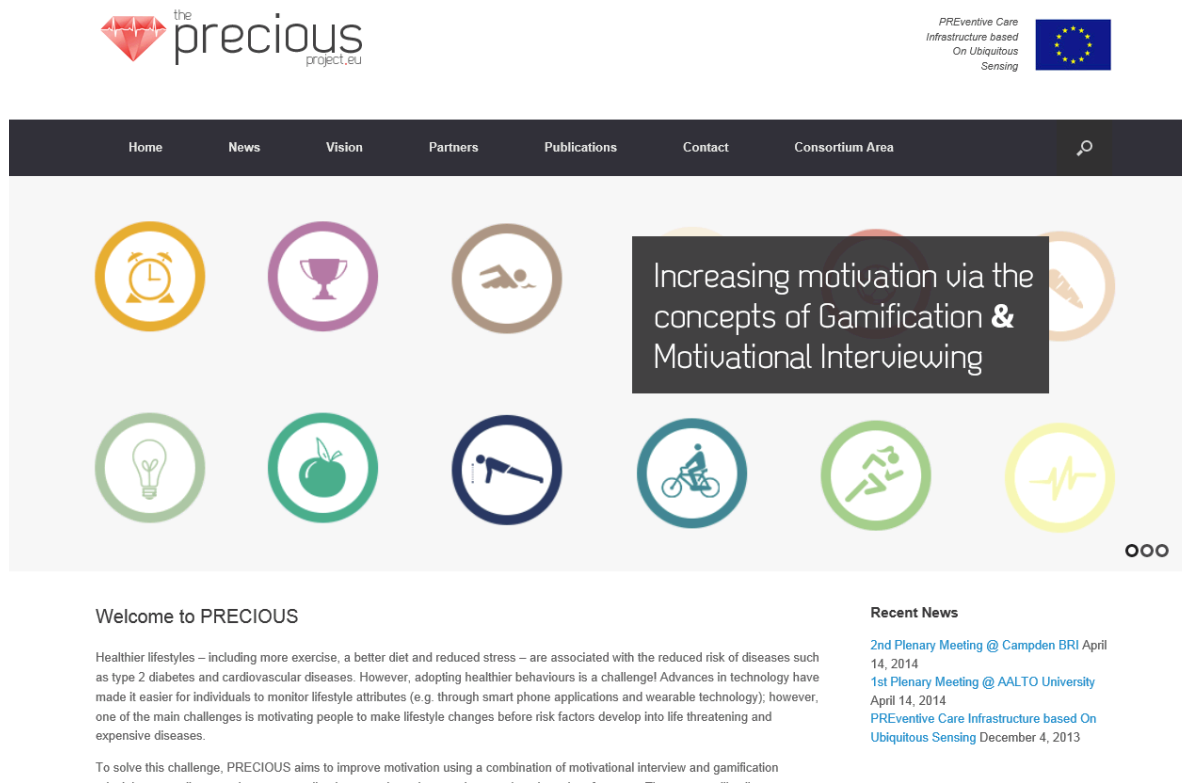 the
precious
project.eu
PREventive Care
Infrastructure based
On Ubiquitous
Sensing
Home News Vision Partners Publications Contact Consortium Area
Increasing motivation via the
concepts of Gamification &
Motivational Interviewing
Welcome to PRECIOUS
Healthier lifestyles – including more exercise, a better diet and reduced stress – are associated with the reduced risk of diseases such
as type 2 diabetes and cardiovascular diseases. However, adopting healthier behaviours is a challenge! Advances in technology have
made it easier for individuals to monitor lifestyle attributes (e.g. through smart phone applications and wearable technology); however,
one of the main challenges is motivating people to make lifestyle changes before risk factors develop into life threatening and
expensive diseases.
To solve this challenge, PRECIOUS aims to improve motivation using a combination of motivational interview and gamification
Recent News
2nd Plenary Meeting @ Campden BRI April
14, 2014
1st Plenary Meeting @ AALTO University
April 14, 2014
PREventive Care Infrastructure based On
Ubiquitous Sensing December 4, 2013